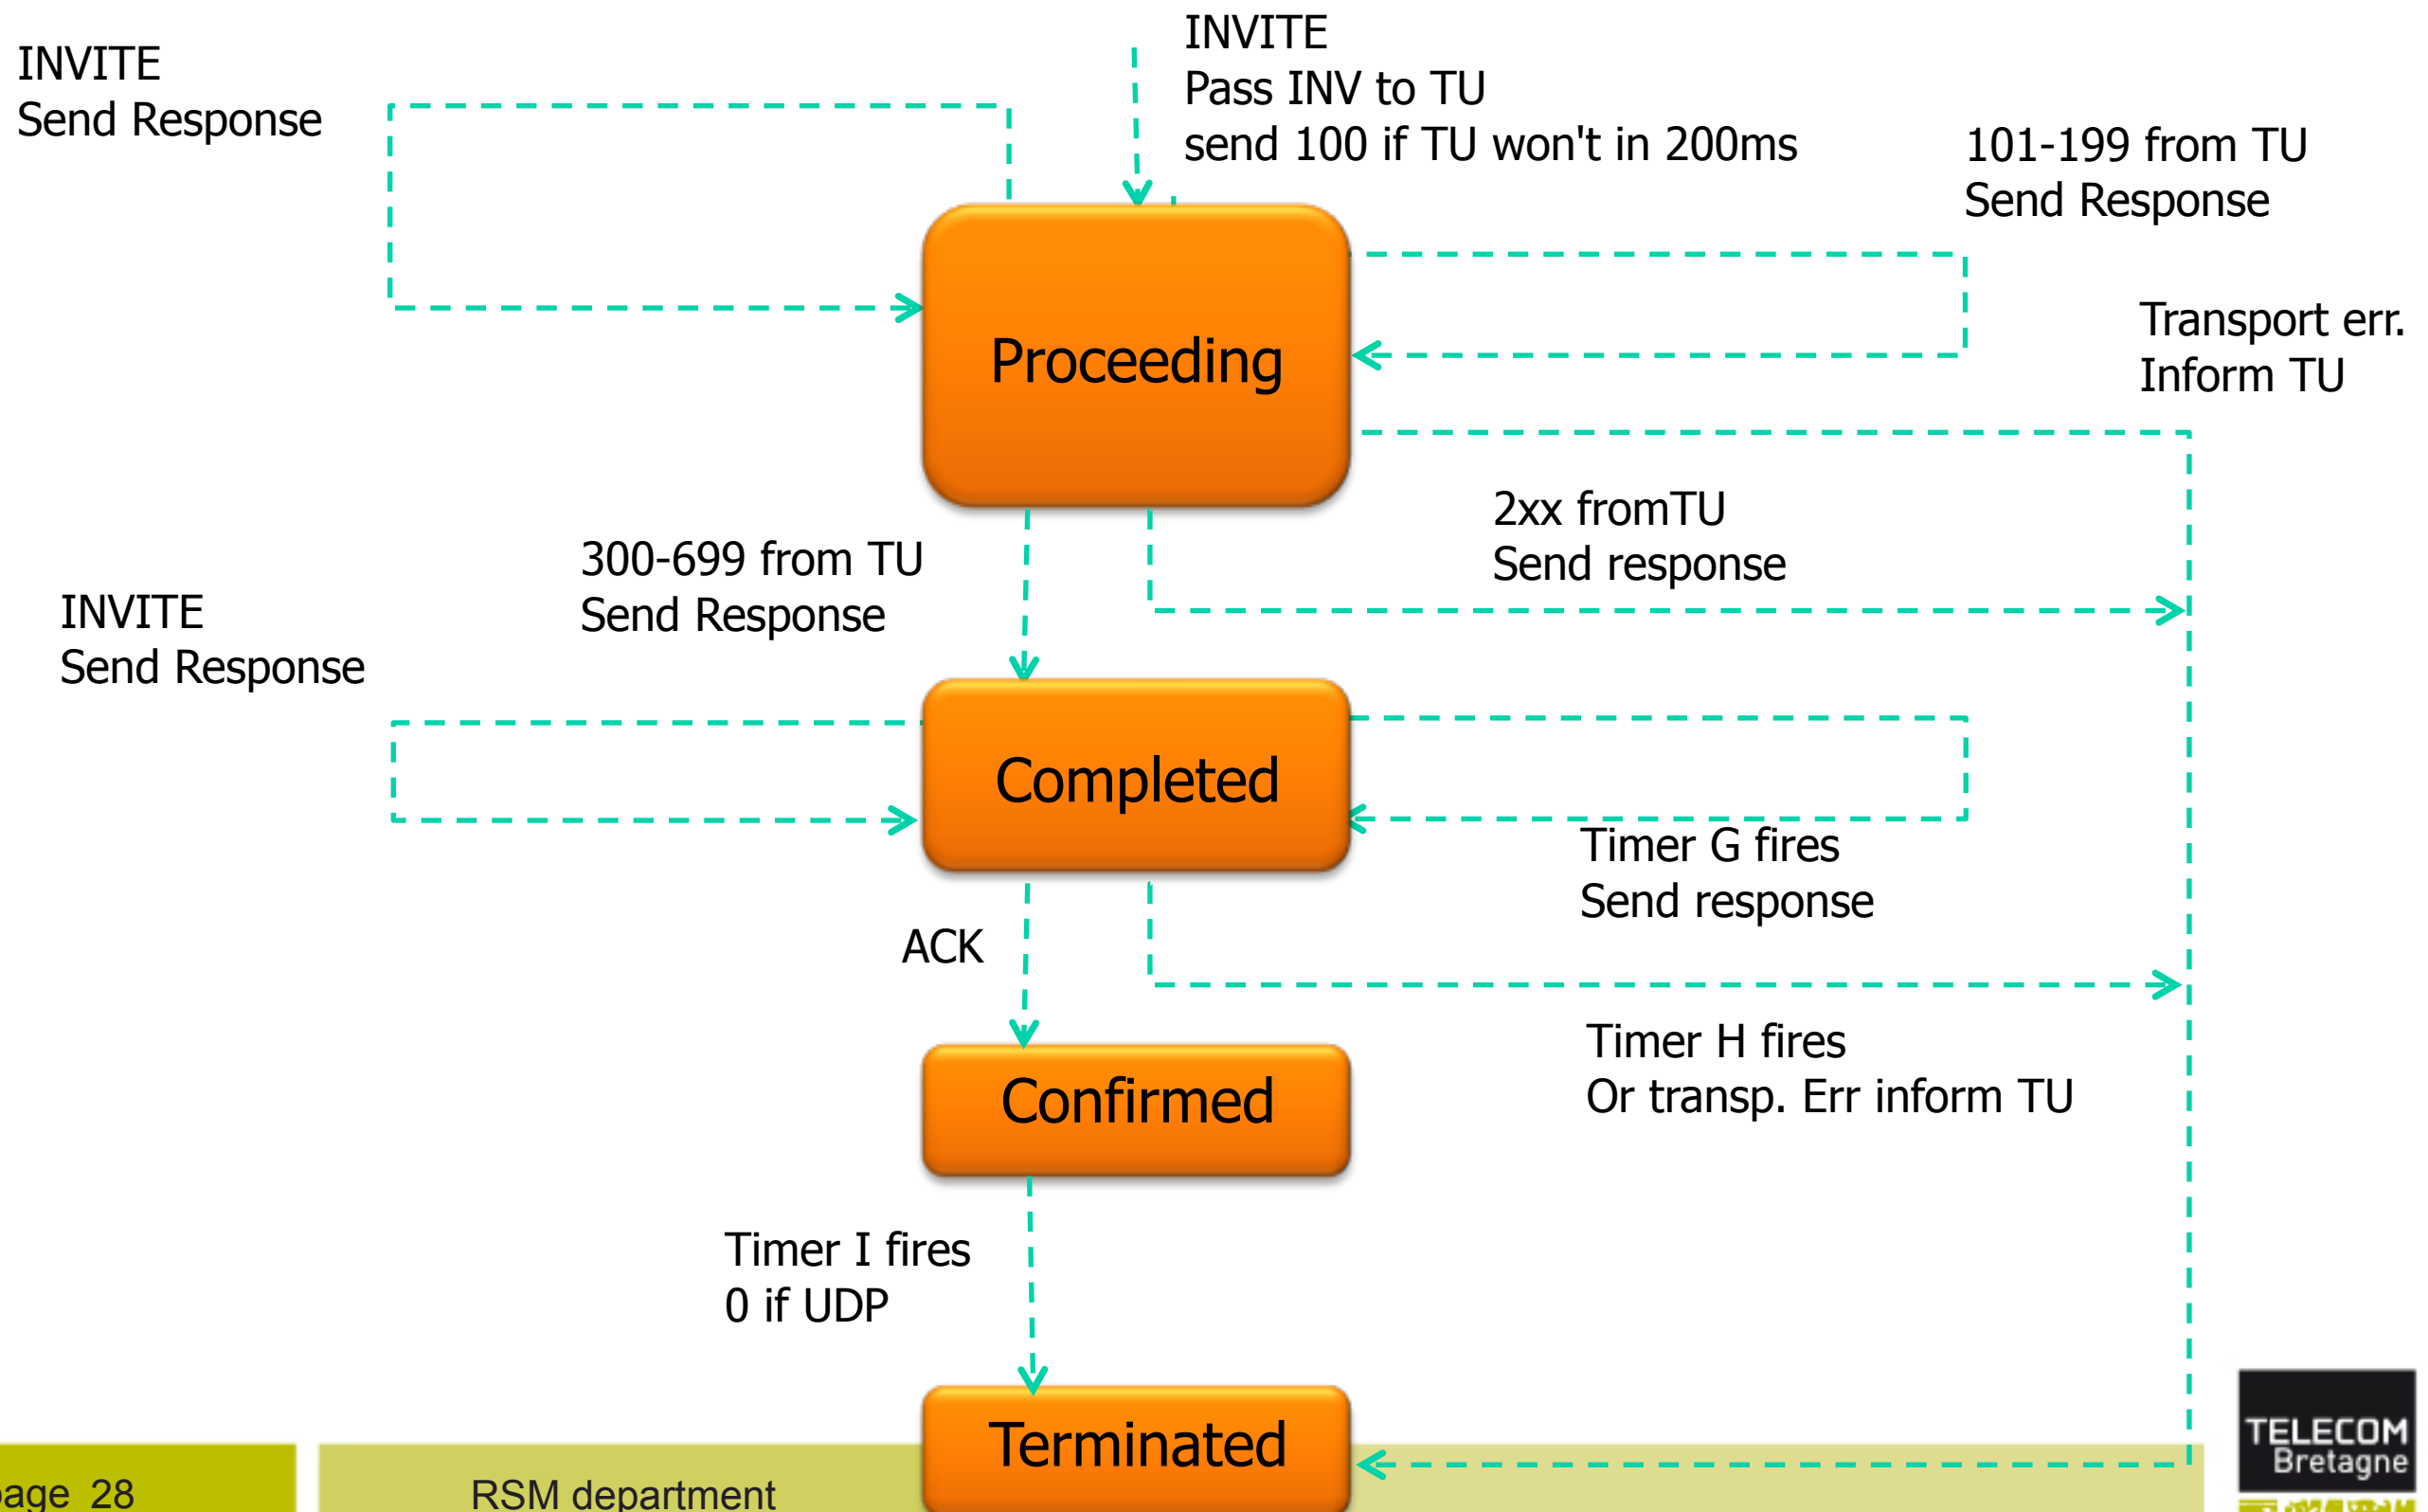 INVITE
Pass INV to TU
send 100 if TU won't in 200ms
INVITE
Send Response
101-199 from TU
Send Response
Proceeding
Transport err.
Inform TU
2xx fromTU
Send response
300-699 from TU
Send Response
INVITE
Send Response
Completed
Timer G fires
Send response
ACK
Timer H fires
Or transp. Err inform TU
Confirmed
Timer I fires
0 if UDP
Terminated
28
RSM department
TELECOM
Bretagne